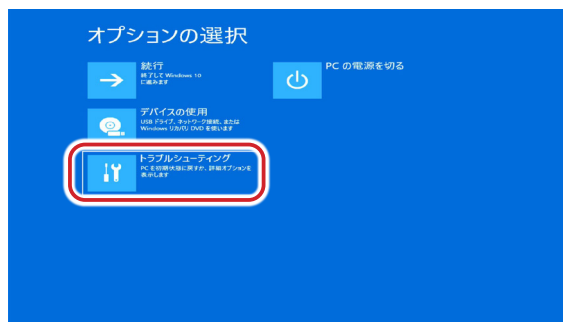 オプションの選択
続行
終了して Windows 10
に進みます
PC の電源を切る
デバイスの使用
USB ドライブ、ネットワーク接続、または
Windows リカバリ DVD を使います
トラブルシューティング
PC を初期状態に戻すか、詳細オプションを
表示します